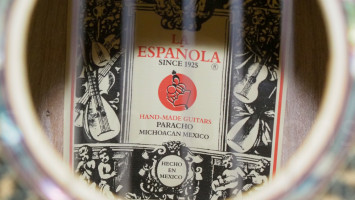 LA
ESPAÑOLA
SINCE 1925
®
HAND-MADE GUITARS
PARACHO
MICHOACAN MEXICO
HECHO
EN
MEXICO